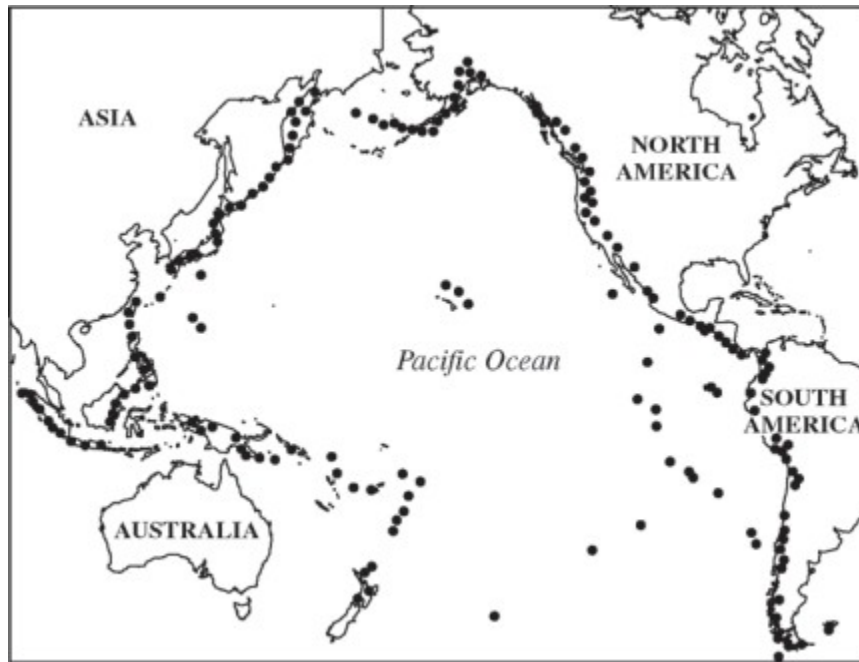 ASIA
NORTH
AMERICA
Pacific Ocean
SOUTH
AMERICA
AUSTRALIA